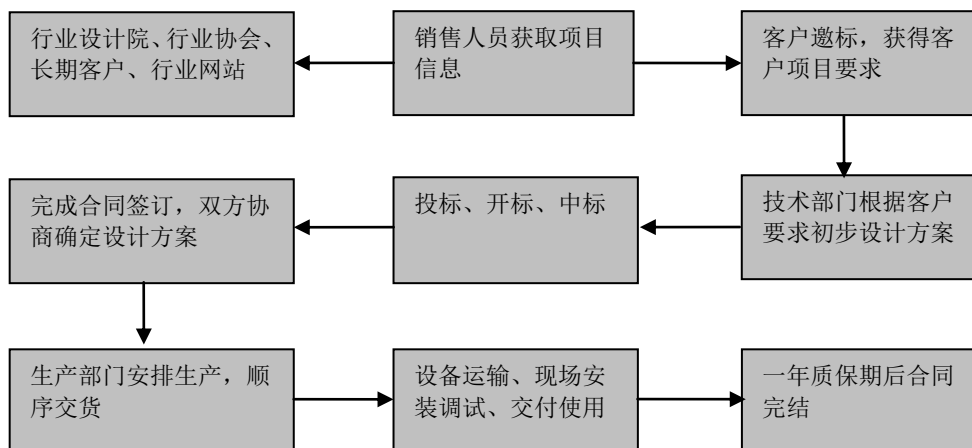 行业设计院、行业协会、
长期客户、行业网站
销售人员获取项目
信息
客户邀标，获得客
户项目要求
完成合同签订，双方协
商确定设计方案
投标、开标、中标
技术部门根据客户
要求初步设计方案
生产部门安排生产，顺
序交货
设备运输、现场安
装调试、交付使用
一年质保期后合同
完结